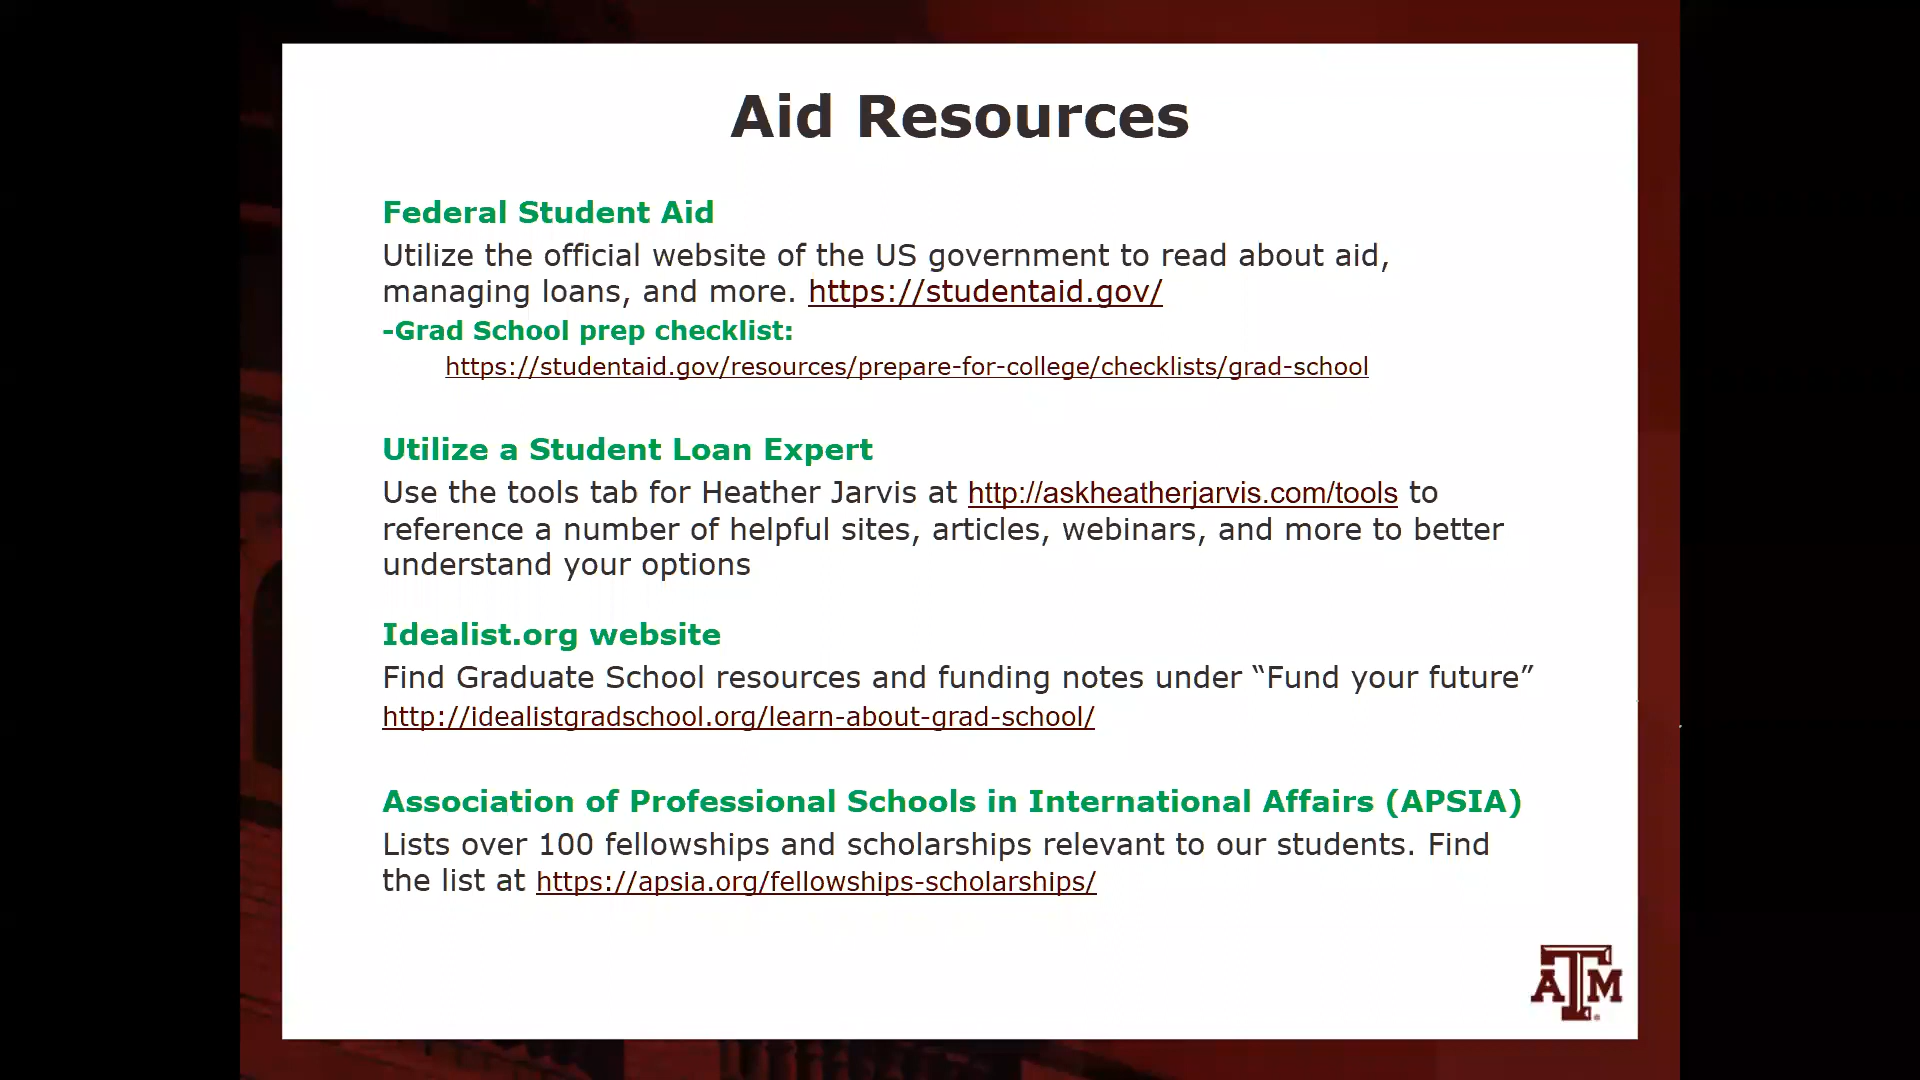 Aid Resources
Federal Student Aid
Utilize the official website of the US government to read about aid,
managing loans, and more. https://studentaid.gov/
-Grad School prep checklist:
https://studentaid.gov/resources/prepare-for-college/checklists/grad-school
Utilize a Student Loan Expert
Use the tools tab for Heather Jarvis at http://askheatherjarvis.com/tools to
reference a number of helpful sites, articles, webinars, and more to better
understand your options
Idealist.org website
Find Graduate School resources and funding notes under “Fund your future”
http://idealistgradschool.org/learn-about-grad-school/
Association of Professional Schools in International Affairs (APSIA)
Lists over 100 fellowships and scholarships relevant to our students. Find
the list at https://apsia.org/fellowships-scholarships/
ATM